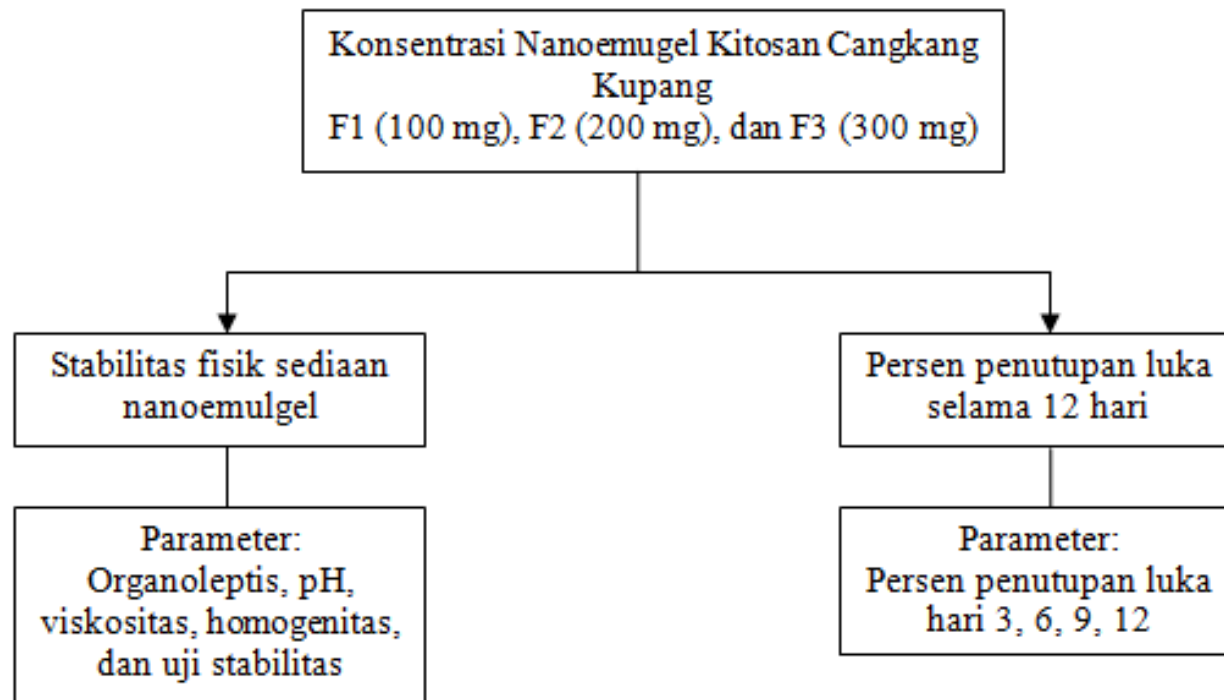 Konsentrasi Nanoemugel Kitosan Cangkang
Kupang
F1 (100 mg), F2 (200 mg), dan F3 (300 mg)
Stabilitas fisik sediaan
nanoemulgel
Persen penutupan luka
selama 12 hari
Parameter:
Organoleptis, pH,
viskositas, homogenitas,
dan uji stabilitas
Parameter:
Persen penutupan luka
hari 3, 6, 9, 12